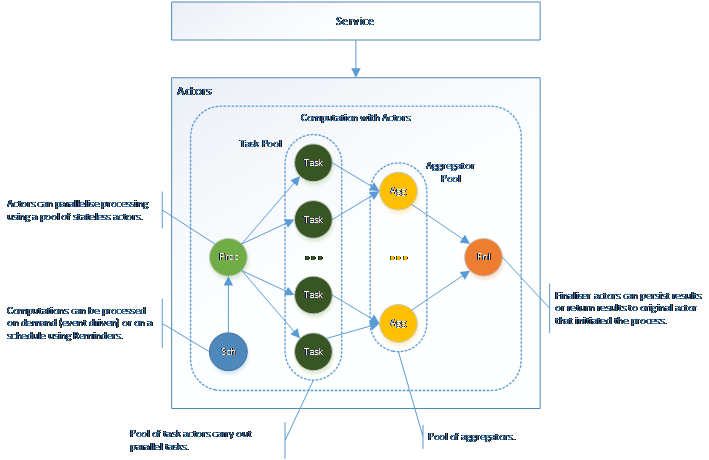 Service
Actors
Computation with Actors
Task Pool
Task
Aggregator
Pool
Agg
Task
Actors can parallelise processing
using a pool of stateless actors.
Proc
Task
Computations can be processed
on demand (event driven) or on a
schedule using Reminders.
Finaliser actors can persist results
or return results to original actor
that initiated the process.
Agg
Sch
Task
Pool of task actors carry out
parallel tasks.
Pool of aggregators.